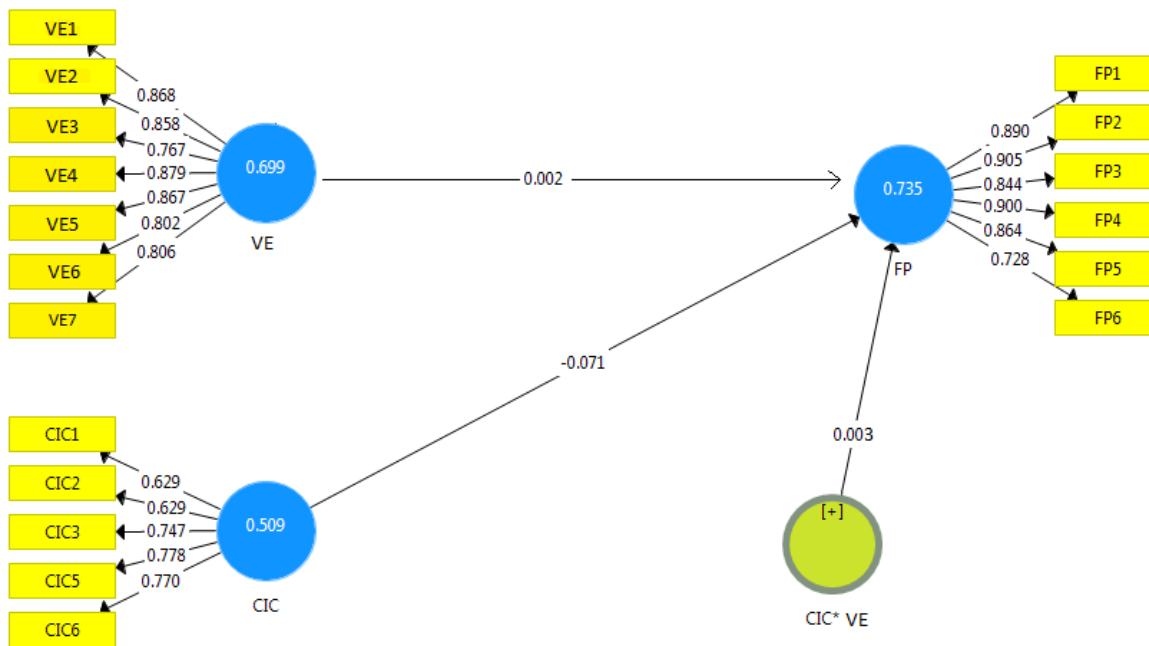 VE1
VE2
VE3
VE4
VE5
VE6
VE7
0.868
0.858
0.767
0.879
0.867
0.802
0.806
0.699
VE
0.002
0.735
FP
0.890
0.905
0.844
0.900
0.864
0.728
FP1
FP2
FP3
FP4
FP5
FP6
-0.071
CIC1
CIC2
CIC3
CIC5
CIC6
0.629
0.629
0.747
0.778
0.770
0.509
CIC
0.003
[+]
CIC* VE